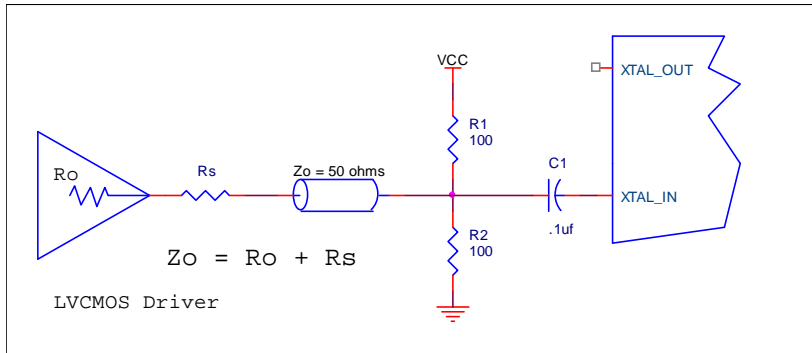 VCC
XTAL_OUT
R1
100
Ro
Rs
Zo = 50 ohms
C1
XTAL_IN
.1uf
R2
100
Zo = Ro + Rs
LVCMOS Driver